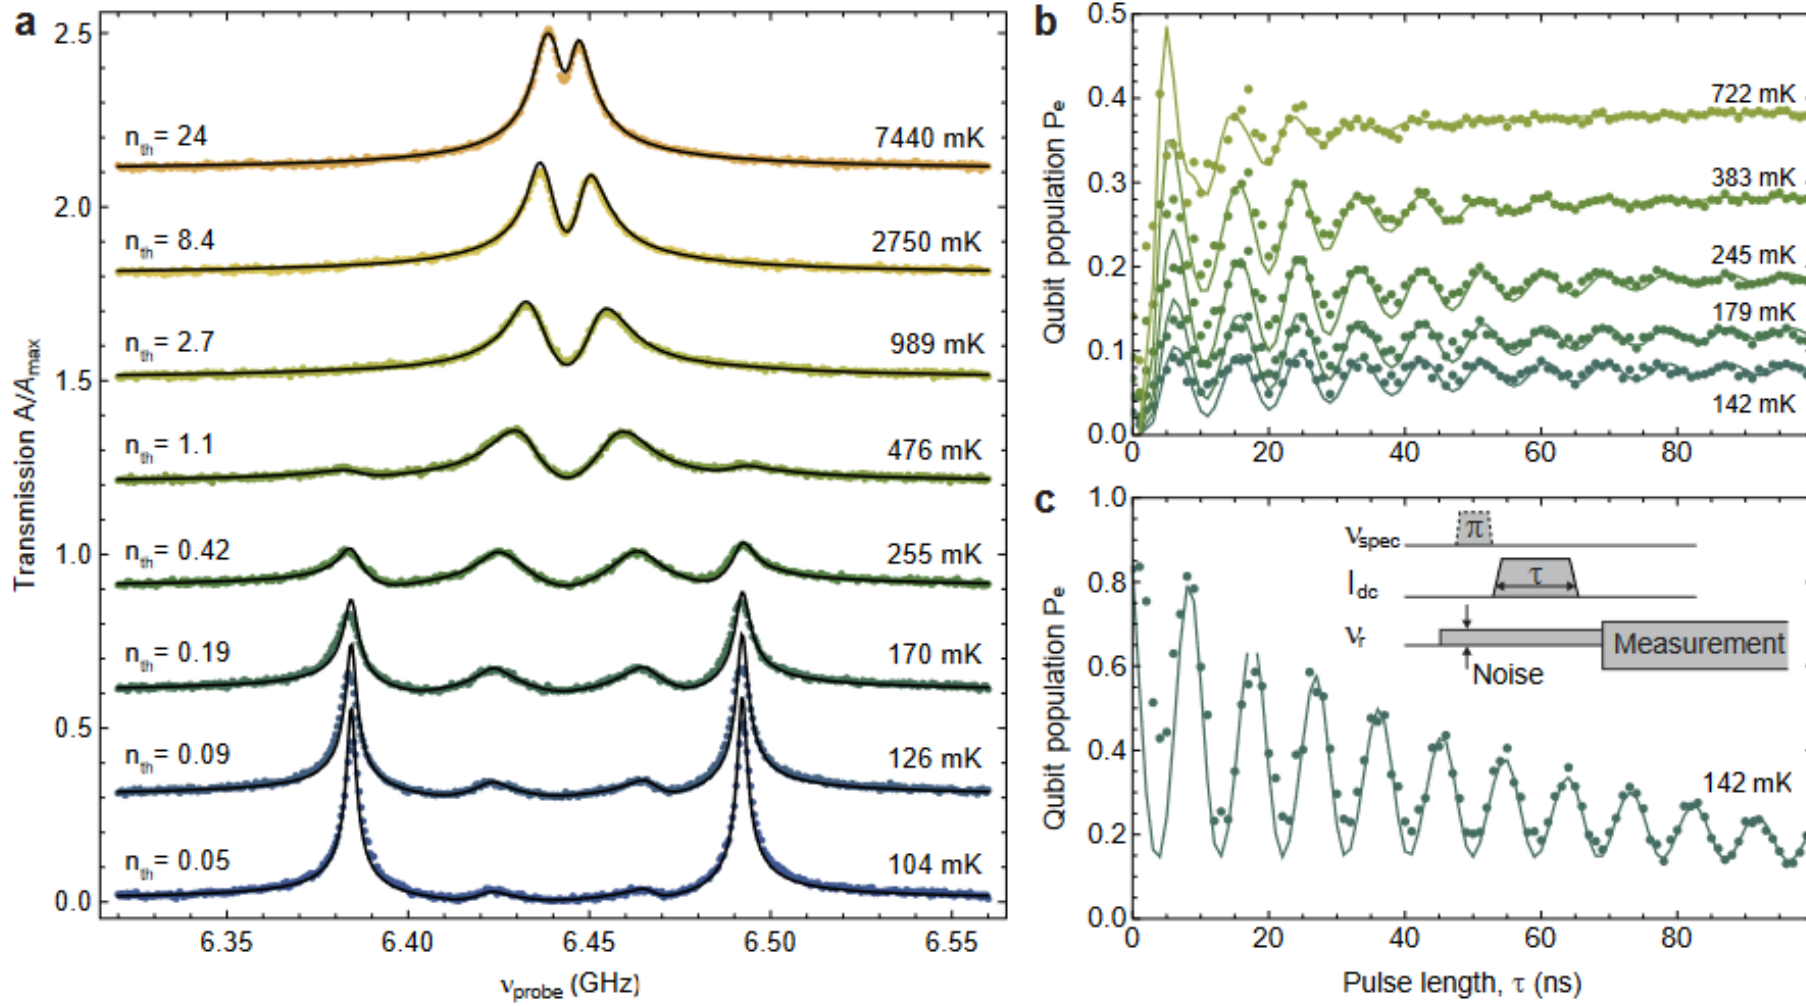 a
2.5
2.0
1.5
1.0
0.5
0.0
Transmission A/A_max
n_th = 24
7440 mK
n_th = 8.4
2750 mK
n_th = 2.7
989 mK
n_th = 1.1
476 mK
n_th = 0.42
255 mK
n_th = 0.19
170 mK
n_th = 0.09
126 mK
n_th = 0.05
104 mK
6.35 6.40 6.45 6.50 6.55
ν_probe (GHz)
b
0.5
0.4
0.3
0.2
0.1
0.0
Qubit population P_e
722 mK
383 mK
245 mK
179 mK
142 mK
0 20 40 60 80
c
1.0
0.8
0.6
0.4
0.2
0.0
Qubit population P_e
ν_spec
π
I_dc
τ
ν_r
Measurement
Noise
142 mK
0 20 40 60 80
Pulse length, τ (ns)